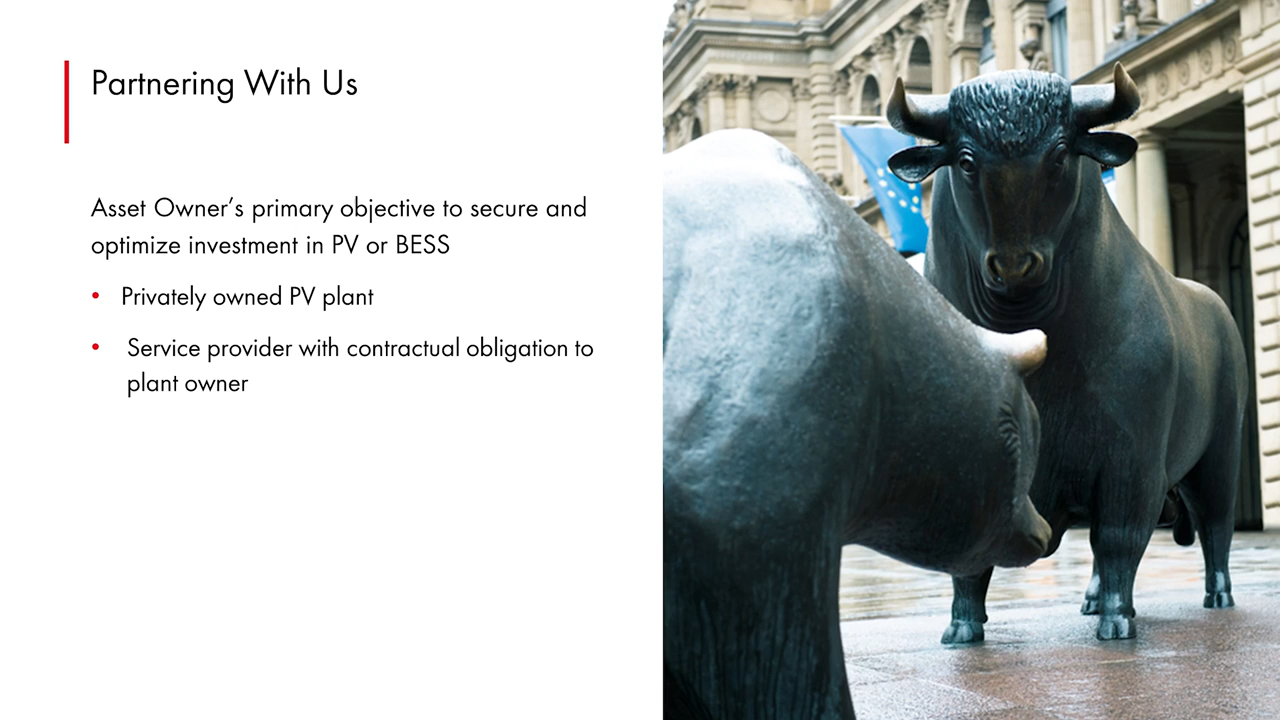 Partnering With Us
Asset Owner’s primary objective to secure and
optimize investment in PV or BESS
• Privately owned PV plant
• Service provider with contractual obligation to
plant owner